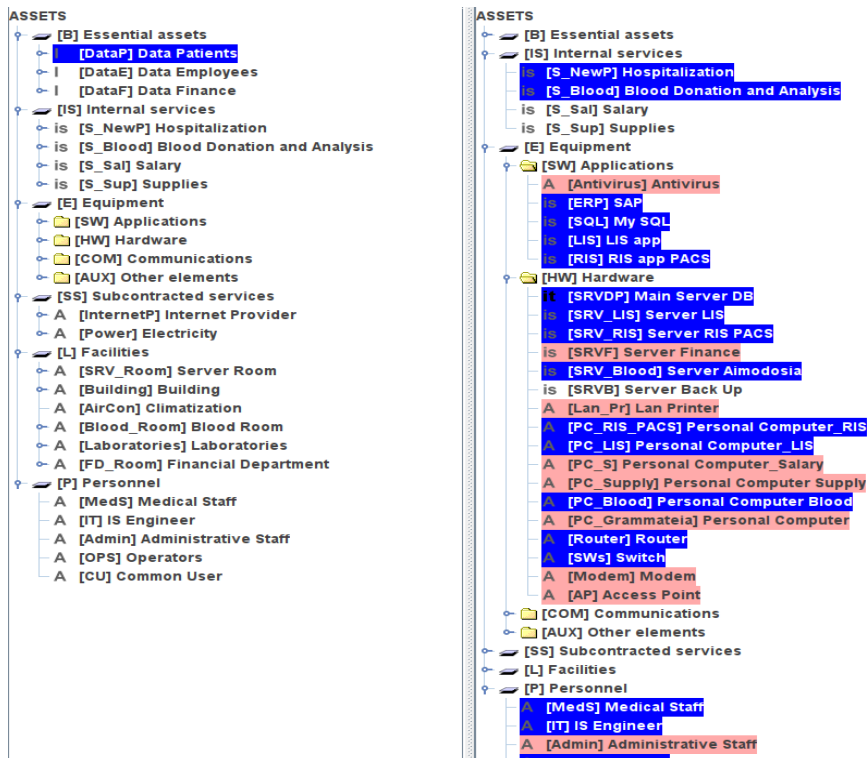 ASSETS
[B] Essential assets
I [DataP] Data Patients
I [DataE] Data Employees
I [DataF] Data Finance
[IS] Internal services
is [S_NewP] Hospitalization
is [S_Blood] Blood Donation and Analysis
is [S_Sal] Salary
is [S_Sup] Supplies
[E] Equipment
[SW] Applications
[HW] Hardware
[COM] Communications
[AUX] Other elements
[SS] Subcontracted services
A [InternetP] Internet Provider
A [Power] Electricity
[L] Facilities
A [SRV_Room] Server Room
A [Building] Building
A [AirCon] Climatization
A [Blood_Room] Blood Room
A [Laboratories] Laboratories
A [FD_Room] Financial Department
[P] Personnel
A [MedS] Medical Staff
A [IT] IS Engineer
A [Admin] Administrative Staff
A [OPS] Operators
A [CU] Common User
ASSETS
[B] Essential assets
[IS] Internal services
is [S_NewP] Hospitalization
is [S_Blood] Blood Donation and Analysis
is [S_Sal] Salary
is [S_Sup] Supplies
[E] Equipment
[SW] Applications
A [Antivirus] Antivirus
is [ERP] SAP
is [SQL] My SQL
is [LIS] LIS app
is [RIS] RIS app PACS
[HW] Hardware
it [SRVDP] Main Server DB
is [SRV_LIS] Server LIS
is [SRV_RIS] Server RIS PACS
is [SRVF] Server Finance
is [SRV_Blood] Server Aimodosia
is [SRVB] Server Back Up
A [Lan_Pr] Lan Printer
A [PC_RIS_PACS] Personal Computer_RIS
A [PC_LIS] Personal Computer_LIS
A [PC_S] Personal Computer_Salary
A [PC_Supply] Personal Computer Supply
A [PC_Blood] Personal Computer Blood
A [PC_Grammateia] Personal Computer
A [Router] Router
A [SWs] Switch
A [Modem] Modem
A [AP] Access Point
[COM] Communications
[AUX] Other elements
[SS] Subcontracted services
[L] Facilities
[P] Personnel
A [MedS] Medical Staff
A [IT] IS Engineer
A [Admin] Administrative Staff